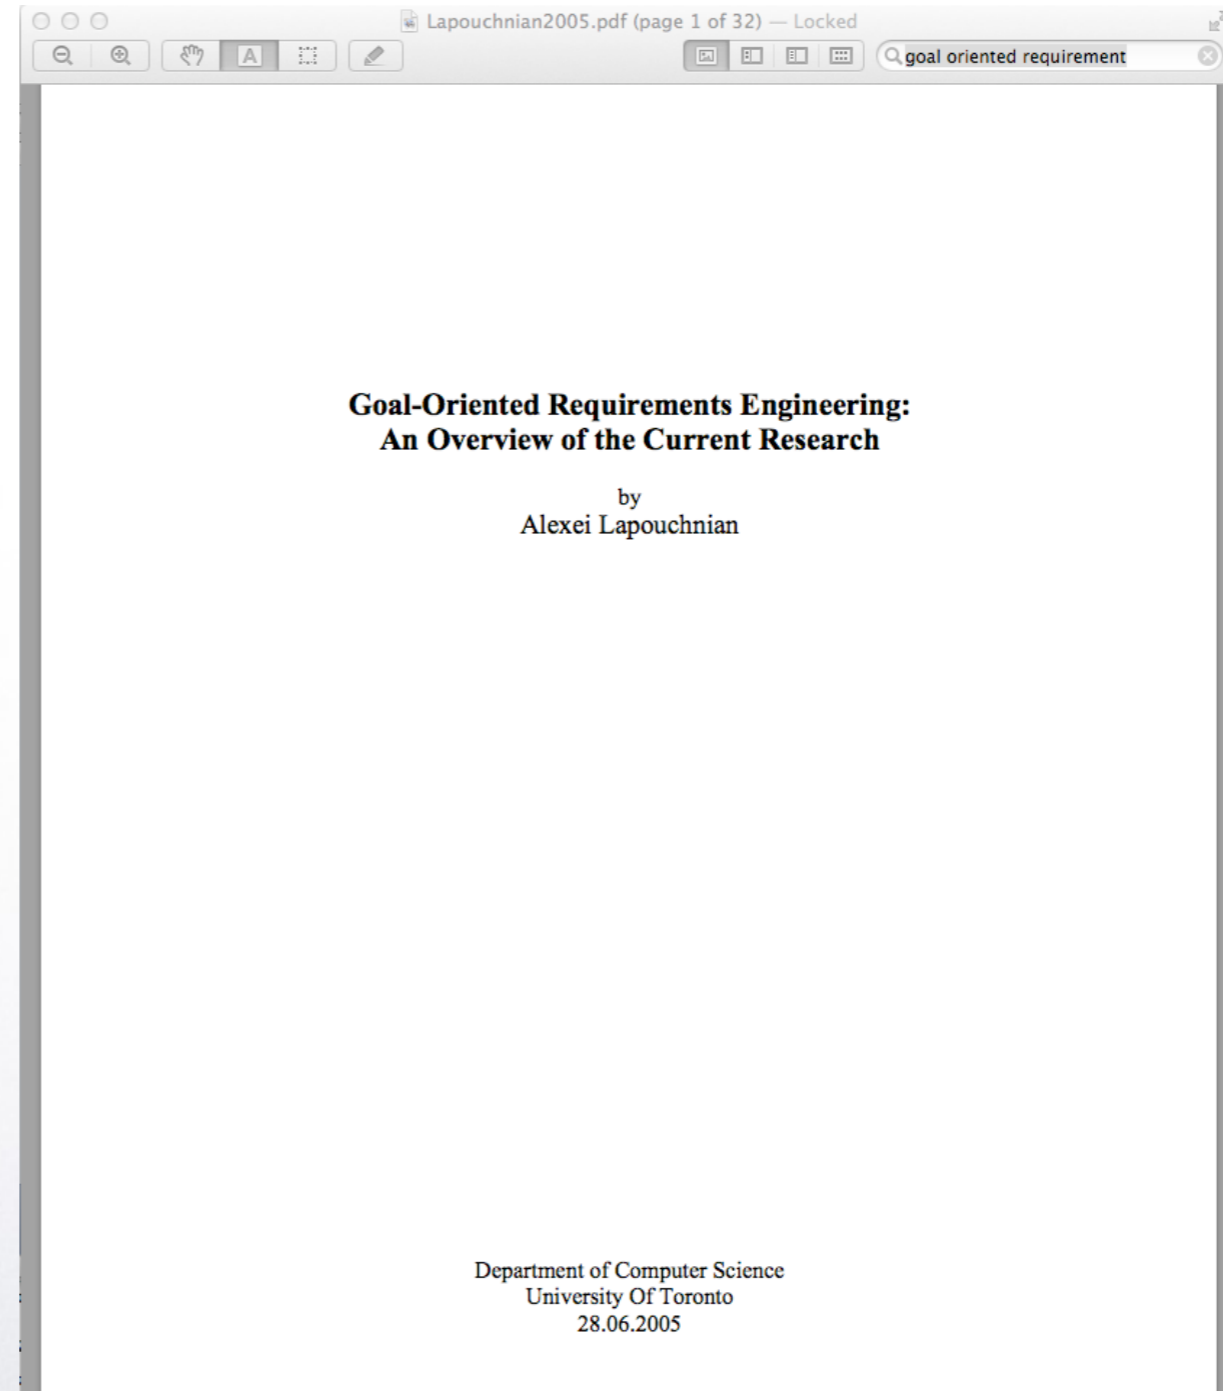 Lapouchnian2005.pdf (page 1 of 32) — Locked
A
goal oriented requirement
Goal-Oriented Requirements Engineering:
An Overview of the Current Research
by
Alexei Lapouchnian
Department of Computer Science
University Of Toronto
28.06.2005